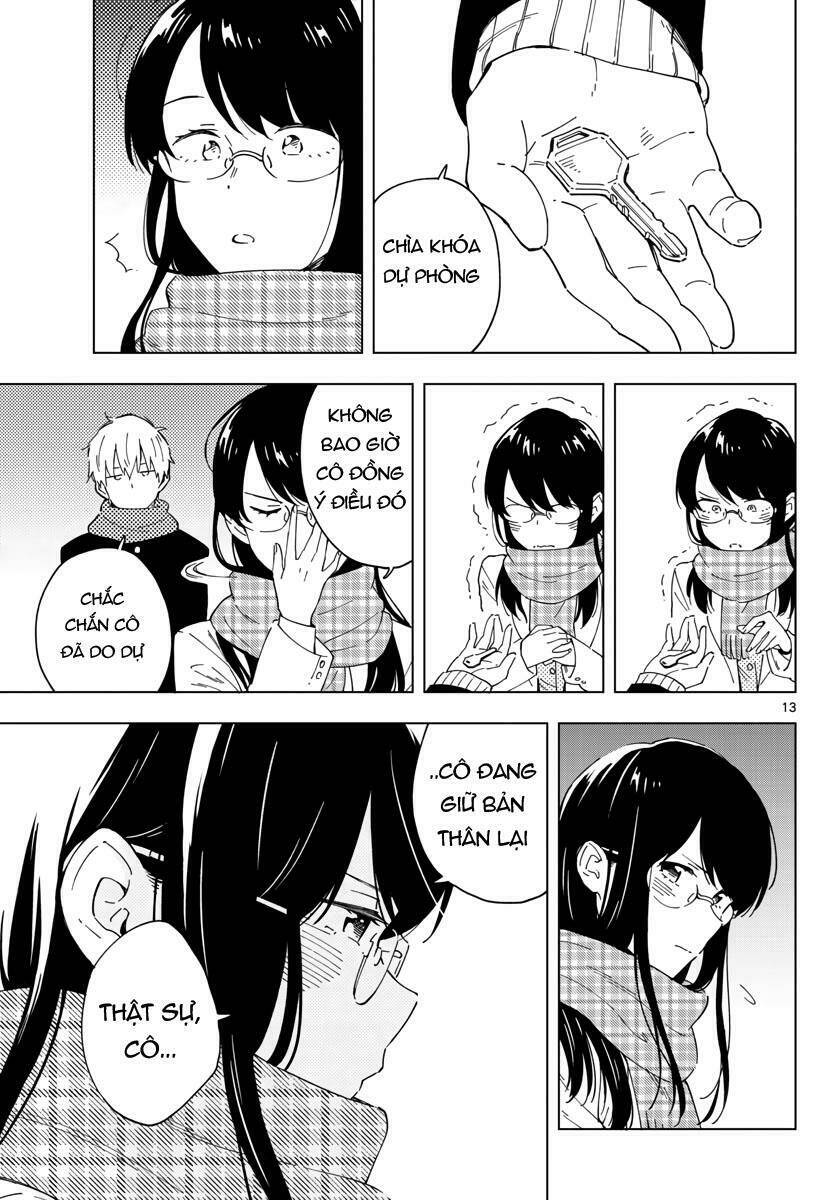 CHÌA KHÓA
DỰ PHÒNG
KHÔNG
BAO GIỜ
CÔ ĐỒNG
Ý ĐIỀU ĐÓ
CHẮC
CHẮN CÔ
ĐÃ DO DỰ
13
..CÔ ĐANG
GIỮ BẢN
THÂN LẠI
THẬT SỰ,
CÔ...